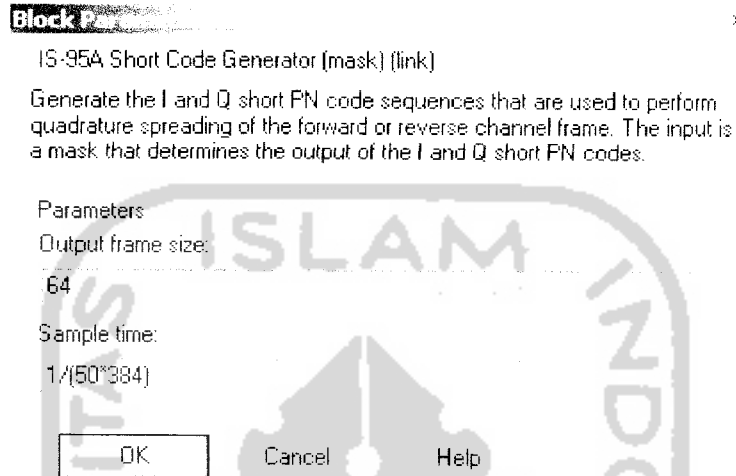 Block Par
IS-95A Short Code Generator (mask) (link)
Generate the I and Q short PN code sequences that are used to perform
quadrature spreading of the forward or reverse channel frame. The input is
a mask that determines the output of the I and Q short PN codes.
Parameters
Output frame size:
64
Sample time:
1/(50*384)
OK Cancel Help
ISLAM
ITAS
INDO